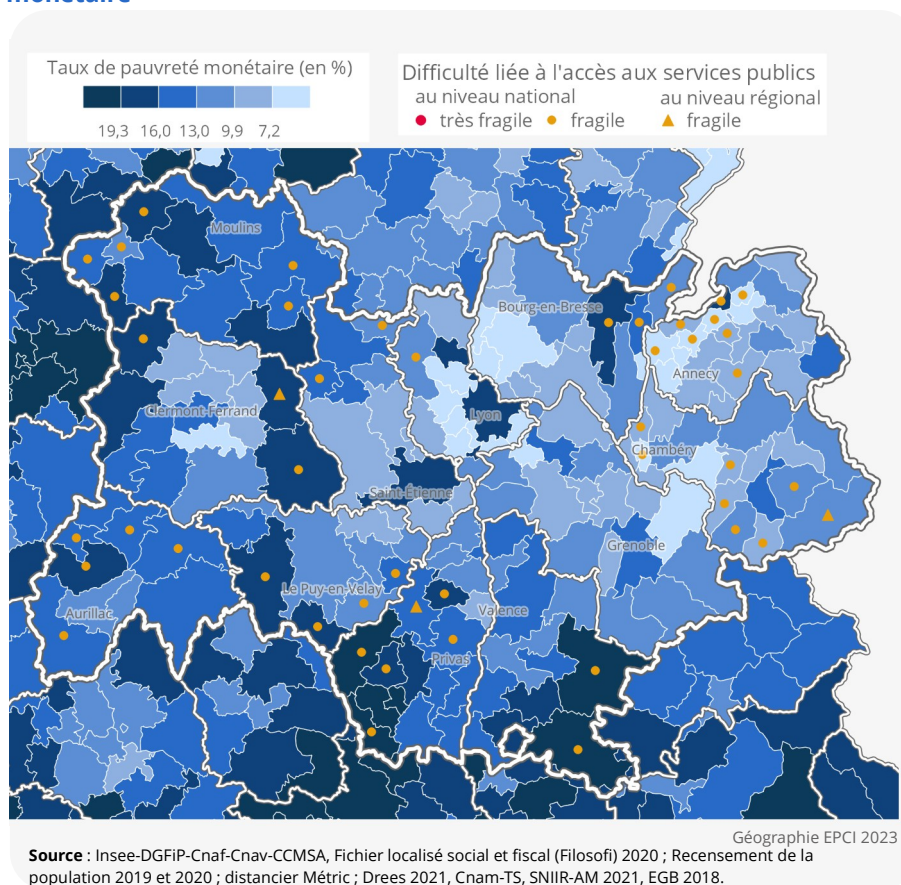 monétaire
Taux de pauvreté monétaire (en %)
19,3 16,0 13,0 9,9 7,2
Difficulté liée à l'accès aux services publics
au niveau national au niveau régional
très fragile fragile fragile
Moulins
Bourg-en-Bresse
Annecy
Clermont-Ferrand
Lyon
Chambéry
Saint-Étienne
Grenoble
Le Puy-en-Velay
Aurillac
Valence
Privas
Géographie EPCI 2023
Source : Insee-DGFiP-Cnaf-Cnav-CCMSA, Fichier localisé social et fiscal (Filosofi) 2020 ; Recensement de la
population 2019 et 2020 ; distancier Métric ; Drees 2021, Cnam-TS, SNIIR-AM 2021, EGB 2018.